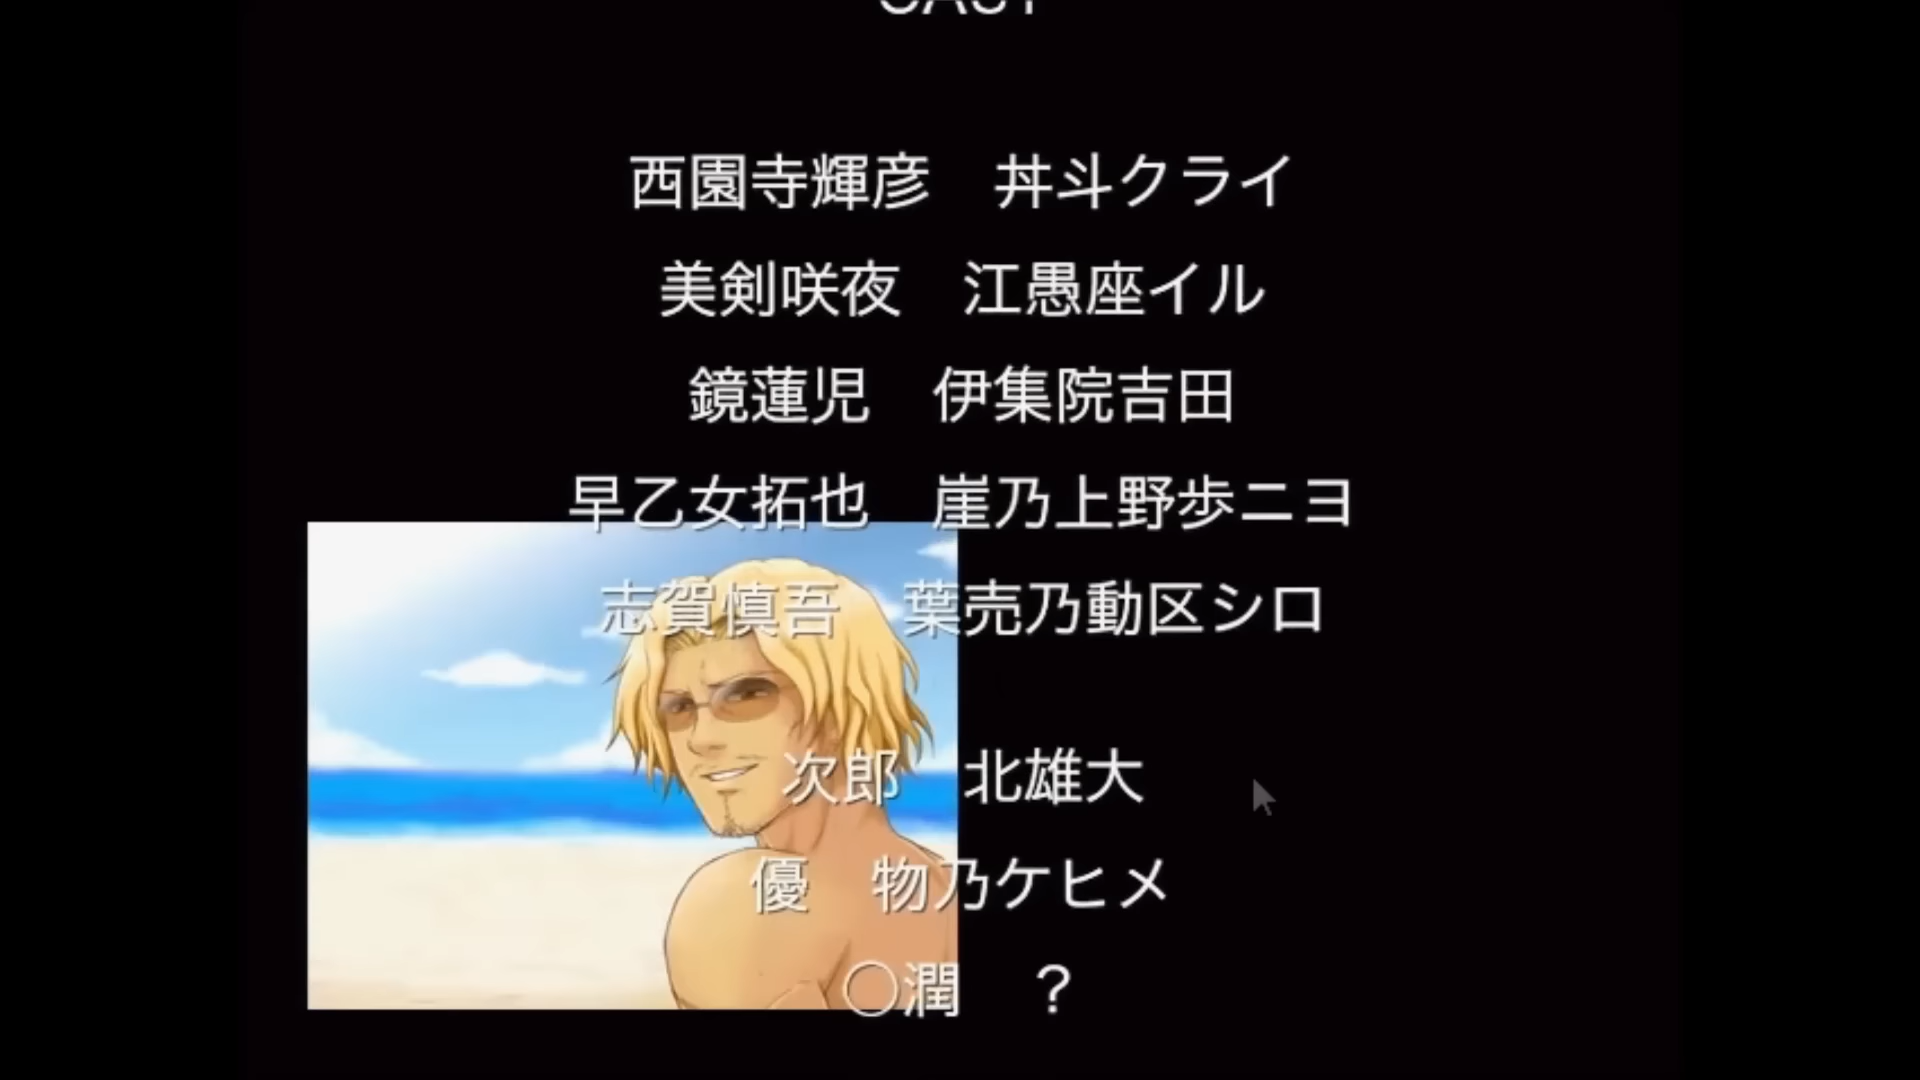 CAST
西園寺輝彦　丼斗クライ
美剣咲夜　江愚座イル
鏡蓮児　伊集院吉田
早乙女拓也　崖乃上野歩ニヨ
志賀慎吾　葉売乃動区シロ
次郎　北雄大
優　物乃ケヒメ
〇潤　？